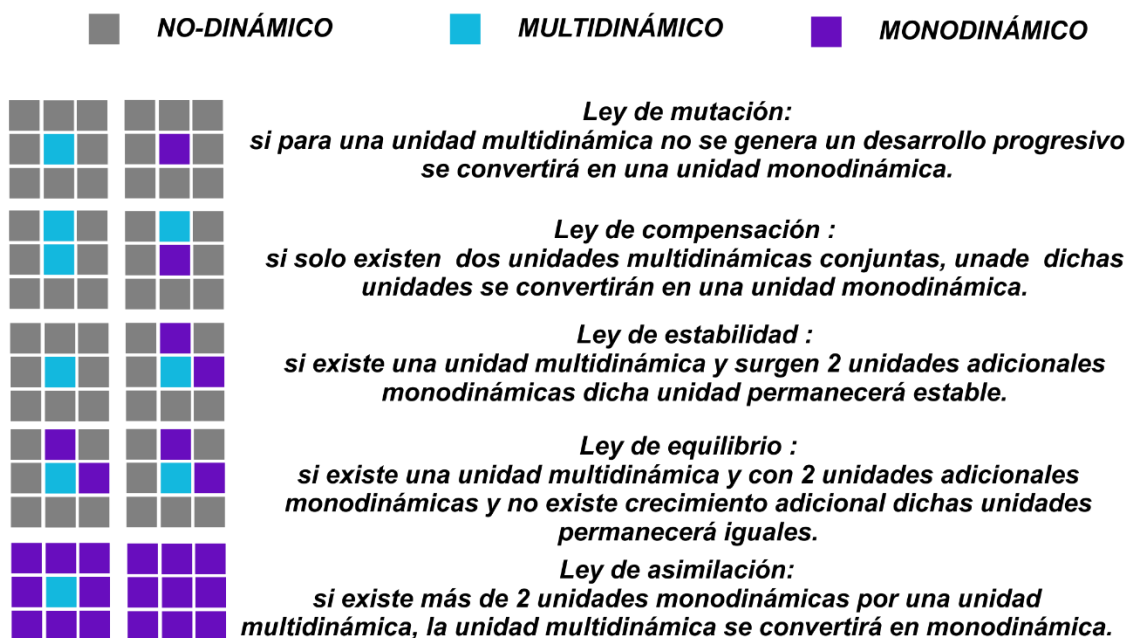 NO-DINÁMICO MULTIDINÁMICO MONODINÁMICO
Ley de mutación:
si para una unidad multidinámica no se genera un desarrollo progresivo
se convertirá en una unidad monodinámica.
Ley de compensación :
si solo existen dos unidades multidinámicas conjuntas, unade dichas
unidades se convertirán en una unidad monodinámica.
Ley de estabilidad :
si existe una unidad multidinámica y surgen 2 unidades adicionales
monodinámicas dicha unidad permanecerá estable.
Ley de equilibrio :
si existe una unidad multidinámica y con 2 unidades adicionales
monodinámicas y no existe crecimiento adicional dichas unidades
permanecerá iguales.
Ley de asimilación:
si existe más de 2 unidades monodinámicas por una unidad
multidinámica, la unidad multidinámica se convertirá en monodinámica.